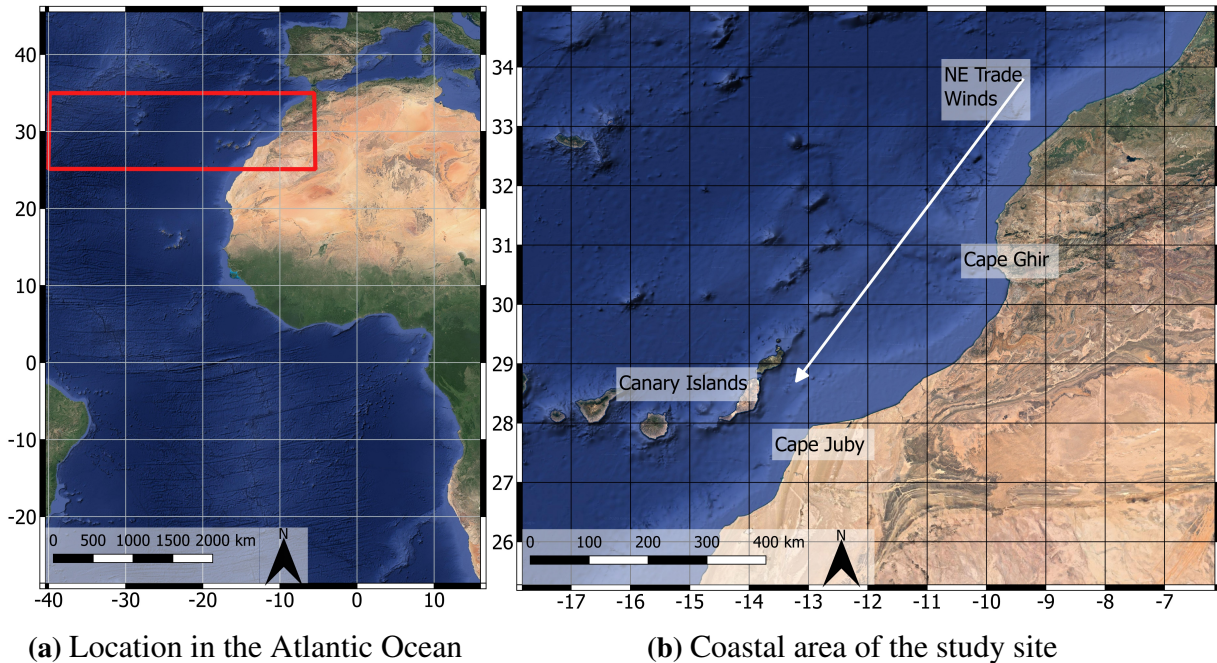 40
30
20
10
0
-10
-20
0 500 1000 1500 2000 km
N
-40 -30 -20 -10 0 10
(a) Location in the Atlantic Ocean
34
33
32
31
30
29
28
27
26
NE Trade
Winds
Cape Ghir
Canary Islands
Cape Juby
0 100 200 300 400 km
N
-17 -16 -15 -14 -13 -12 -11 -10 -9 -8 -7
(b) Coastal area of the study site